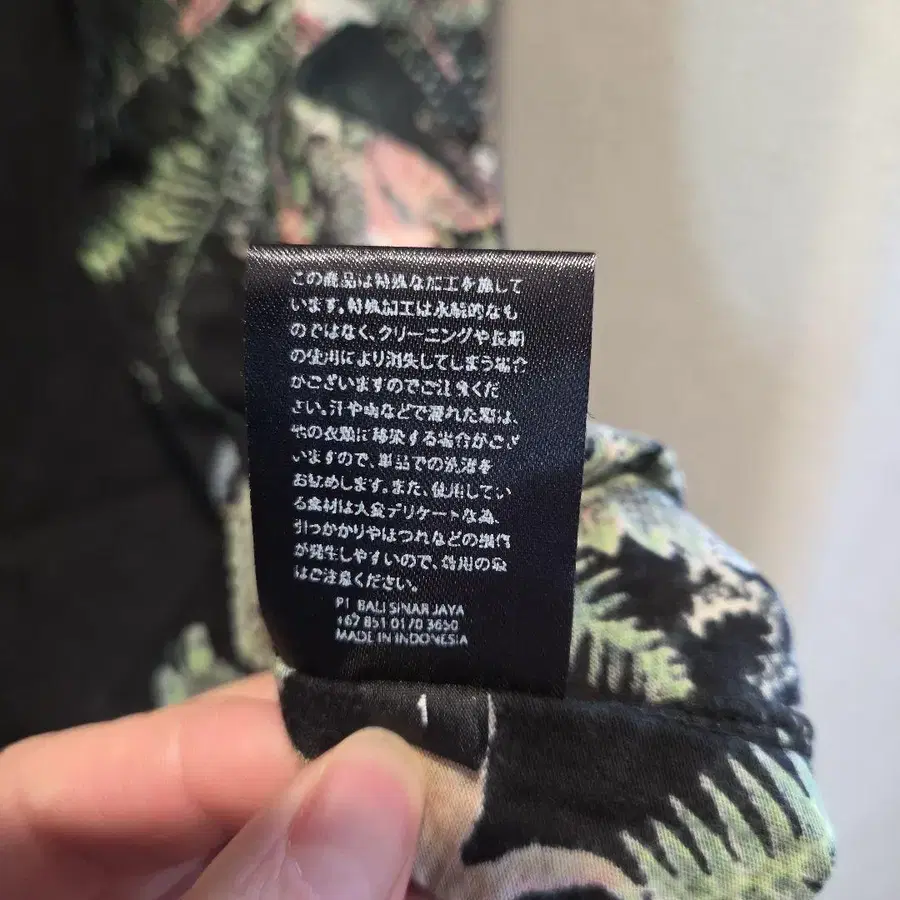 この商品は特殊な加工を施して
います。特殊加工は永続的なも
のではなく、クリーニングや長期
の使用により消失してしまう場合
がございますのでご注意くだ
さい。汗や雨などで濡れた際は、
他の衣類に移染する場合がござ
いますので、単品での洗濯を
お勧めします。また、使用してい
る素材は大変デリケートな為、
引っかかりやほつれなどの損傷
が発生しやすいので、着用の際
はご注意ください。
PT BALI SINAR JAYA
+62 851 0170 3650
MADE IN INDONESIA